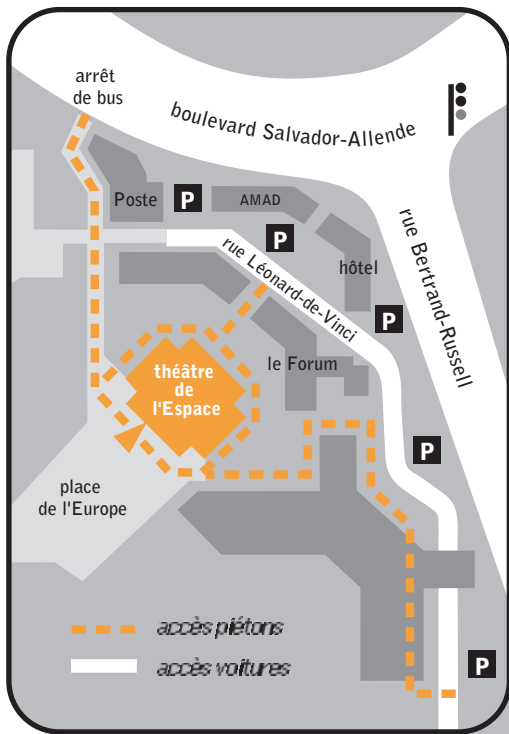 arrêt
de bus
boulevard Salvador-Allende
Poste
P
AMAD
P
rue Léonard-de-Vinci
hôtel
rue Bertrand-Russell
P
théâtre
de
l'Espace
le Forum
P
place
de l'Europe
accès piétons
accès voitures
P